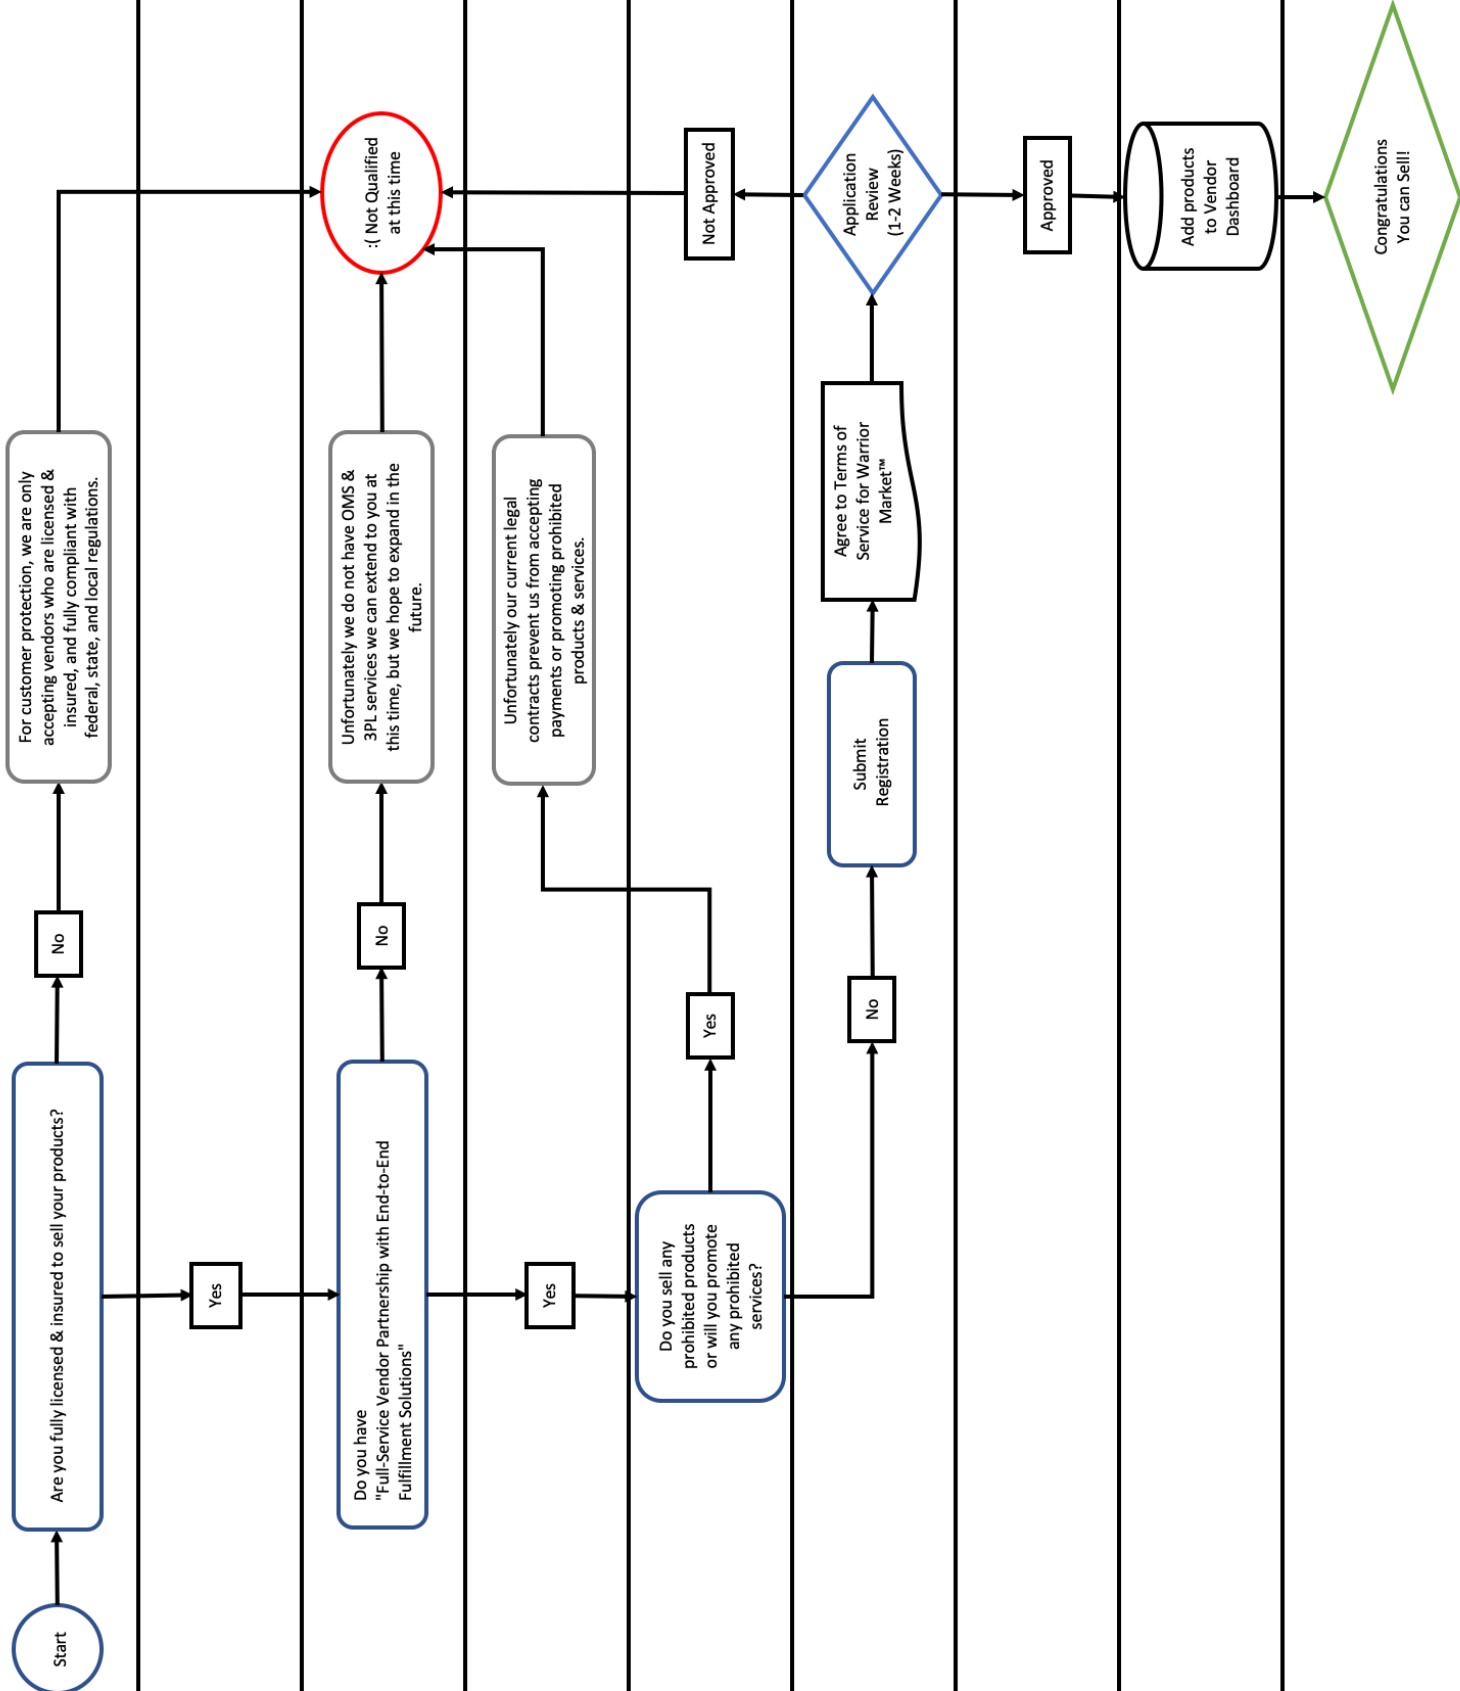 Start
Are you fully licensed & insured to sell your products?
No
For customer protection, we are only
accepting vendors who are licensed &
insured, and fully compliant with
federal, state, and local regulations.
Yes
Do you have
"Full-Service Vendor Partnership with End-to-End
Fulfillment Solutions"
No
Unfortunately we do not have OMS &
3PL services we can extend to you at
this time, but we hope to expand in the
future.
:( Not Qualified
at this time
Yes
Unfortunately our current legal
contracts prevent us from accepting
payments or promoting prohibited
products & services.
Do you sell any
prohibited products
or will you promote
any prohibited
services?
Yes
Not Approved
No
Submit
Registration
Agree to Terms of
Service for Warrior
Market™
Application
Review
(1-2 Weeks)
Approved
Add products
to Vendor
Dashboard
Congratulations
You can Sell!